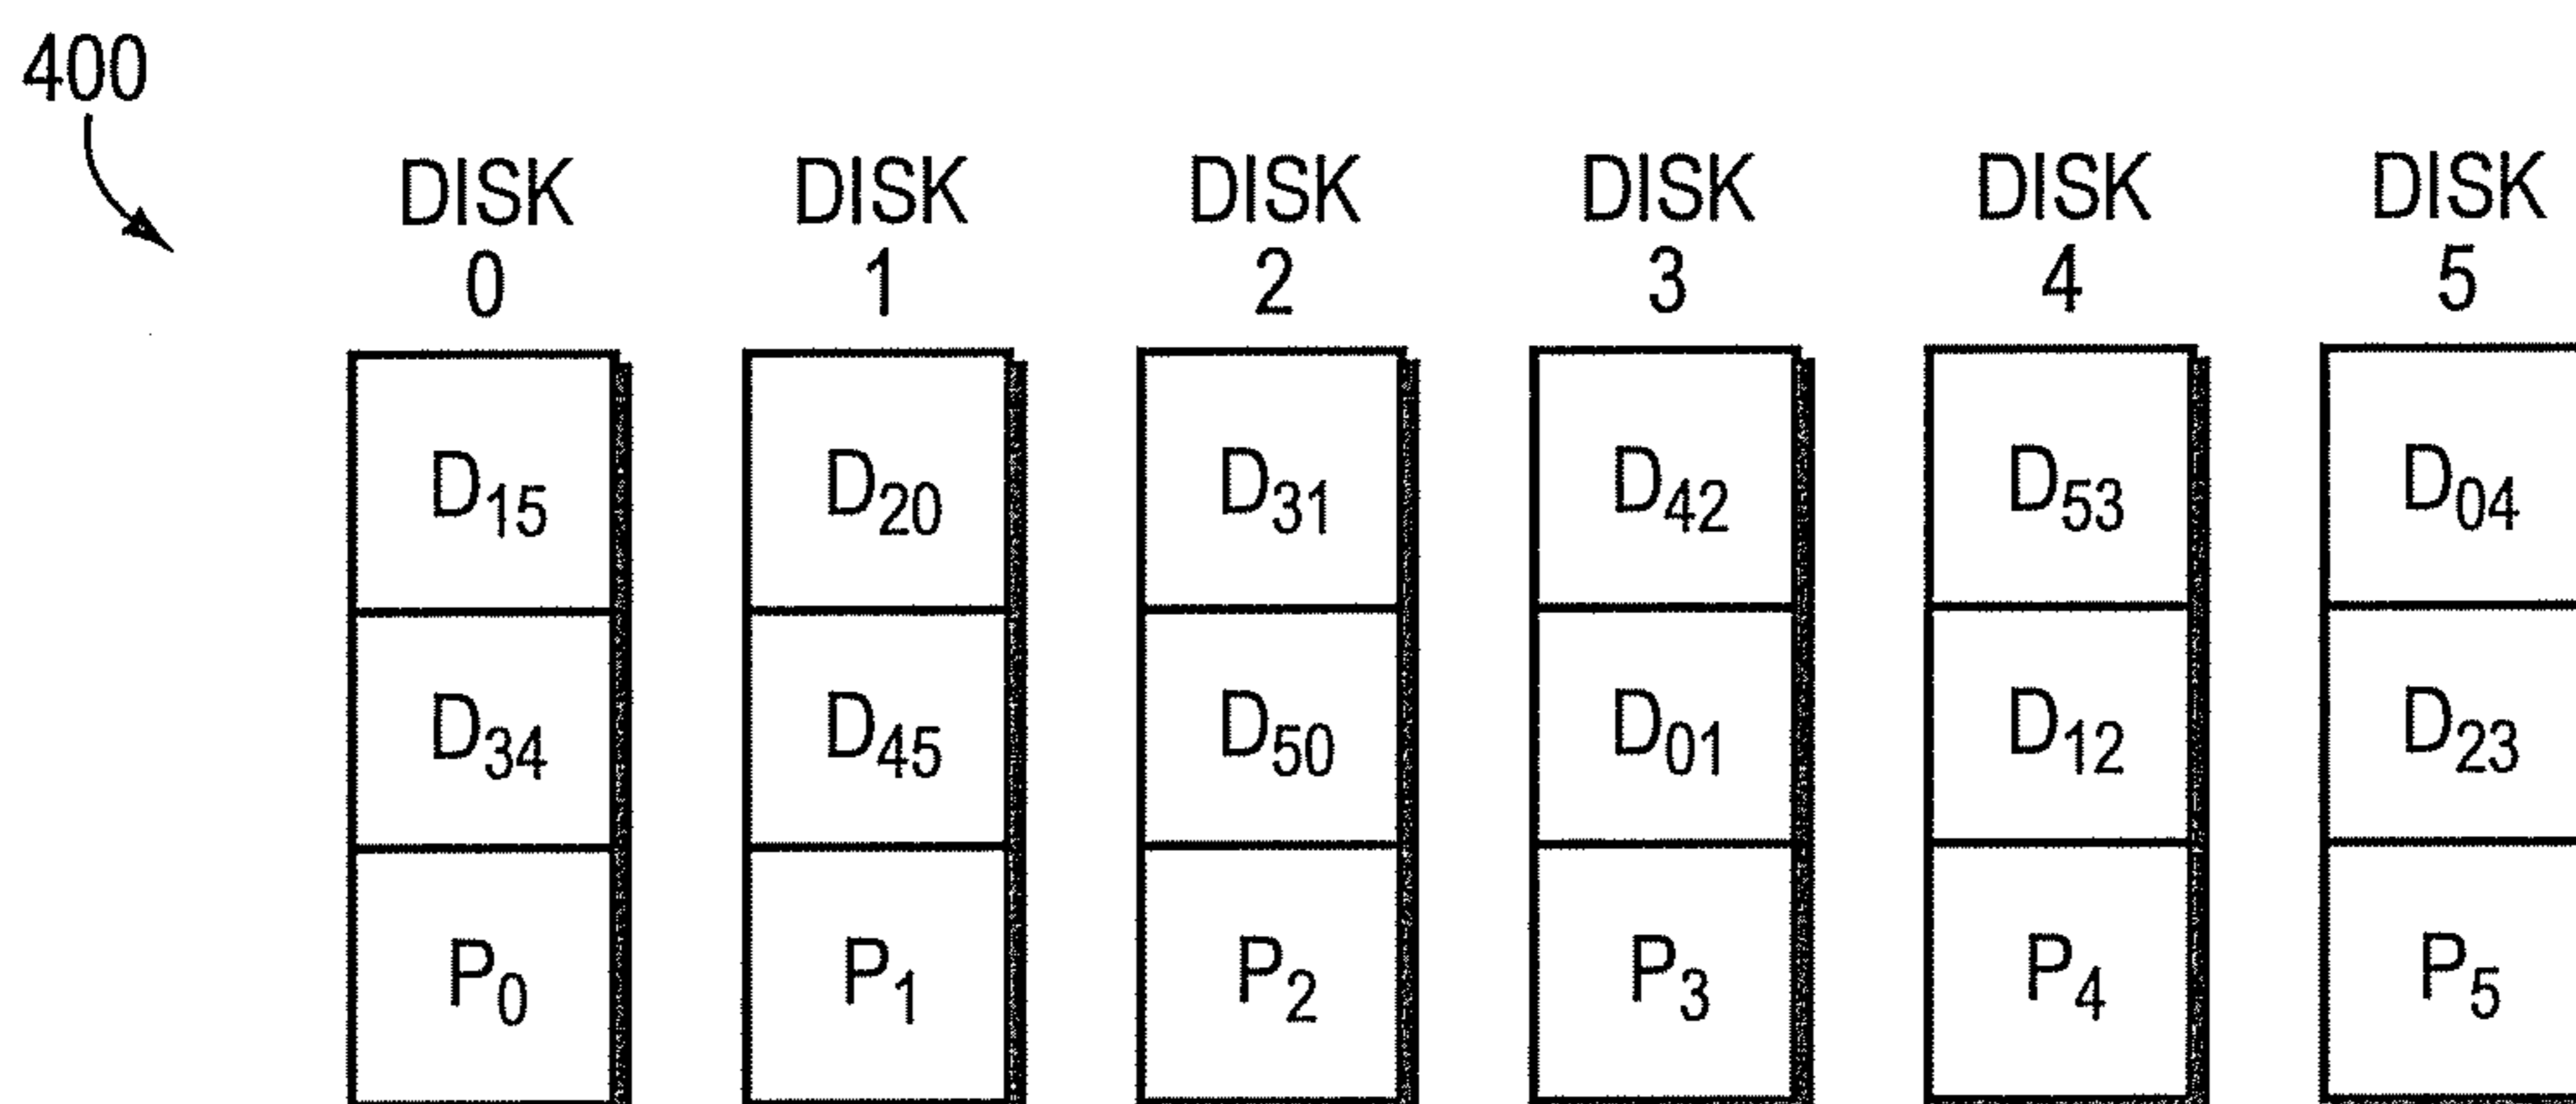 400
DISK DISK DISK DISK DISK DISK
0 1 2 3 4 5
D15 D20 D31 D42 D53 D04
D34 D45 D50 D01 D12 D23
P0 P1 P2 P3 P4 P5